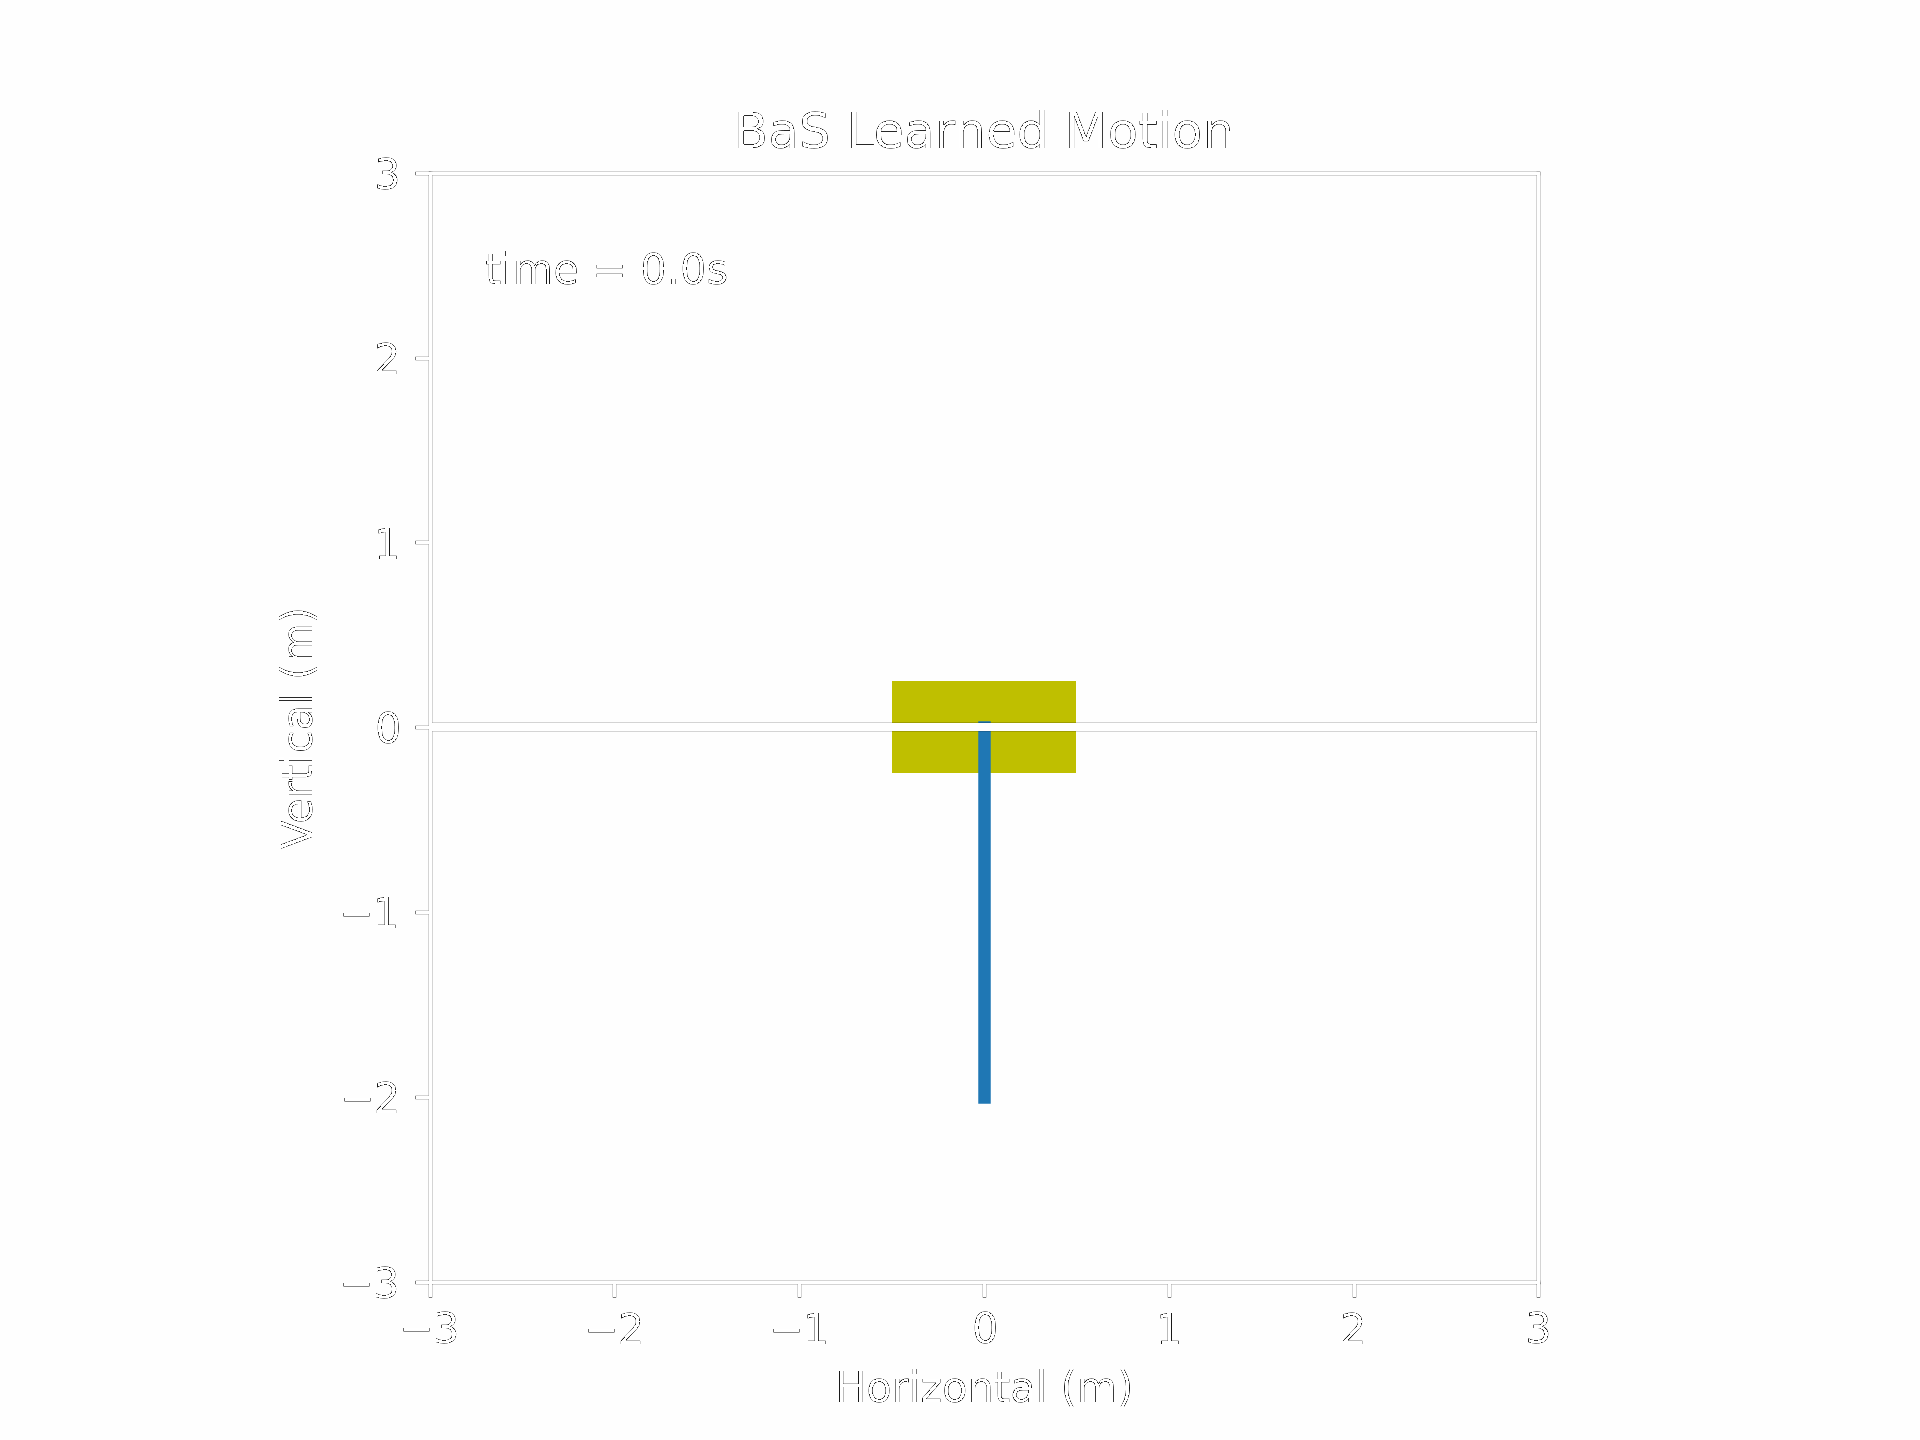 BaS Learned Motion
time = 0.0s
3
2
1
0
−1
−2
−3
Vertical (m)
−3 −2 −1 0 1 2 3
Horizontal (m)